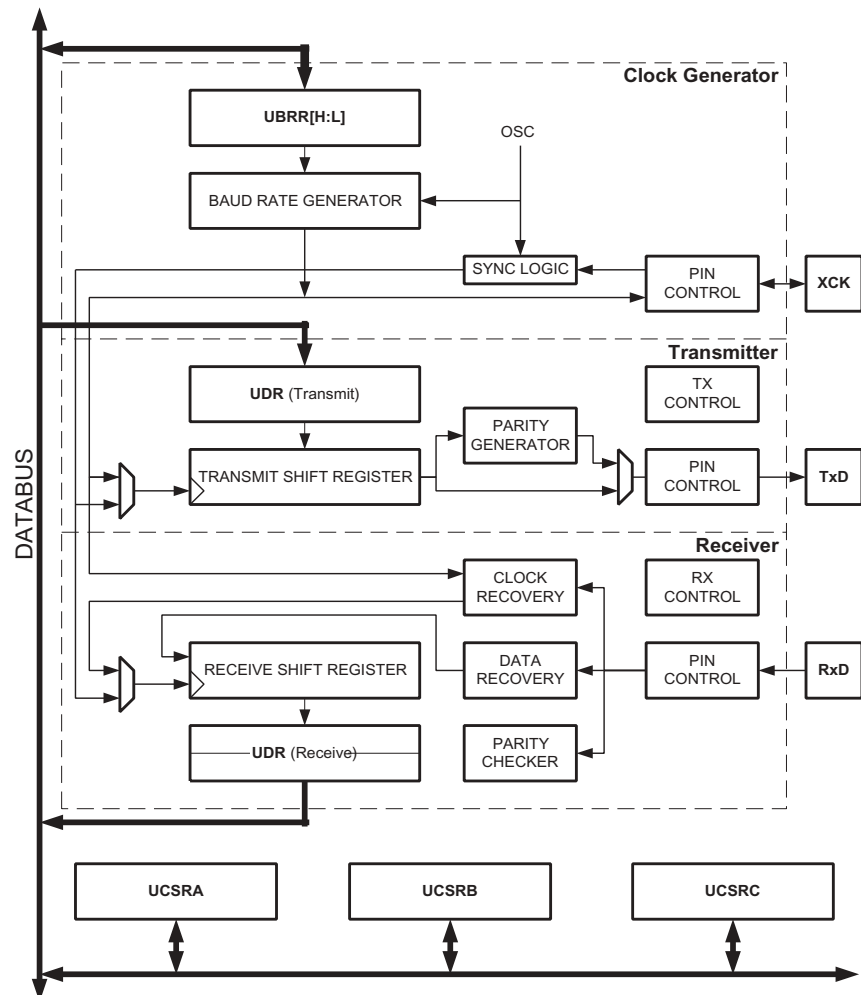 Clock Generator
UBRR[H:L]
OSC
BAUD RATE GENERATOR
SYNC LOGIC
PIN
CONTROL
XCK
DATABUS
Transmitter
UDR (Transmit)
TX
CONTROL
PARITY
GENERATOR
TRANSMIT SHIFT REGISTER
PIN
CONTROL
TxD
Receiver
CLOCK
RECOVERY
RX
CONTROL
RECEIVE SHIFT REGISTER
DATA
RECOVERY
PIN
CONTROL
RxD
UDR (Receive)
PARITY
CHECKER
UCSRA
UCSRB
UCSRC